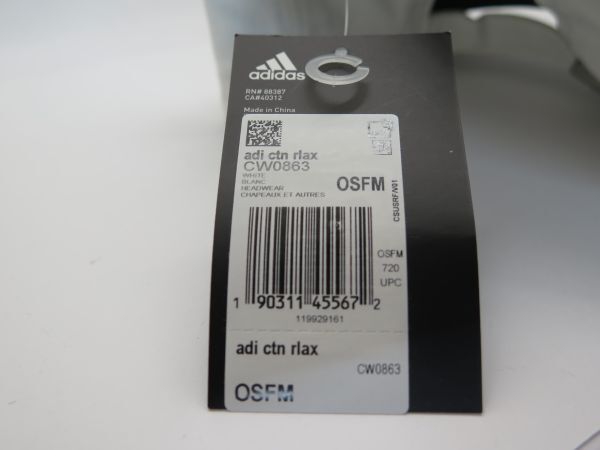 adidas
RN# 88387
CA#40312
Made in China
adi ctn rlax
CW0863
WHITE
BLANC
HEADWEAR
CHAPEAUX ET AUTRES
OSFM
CSUSRF/V01
OSFM
720
UPC
1 90311 45567 2
119929161
adi ctn rlax
CW0863
OSFM